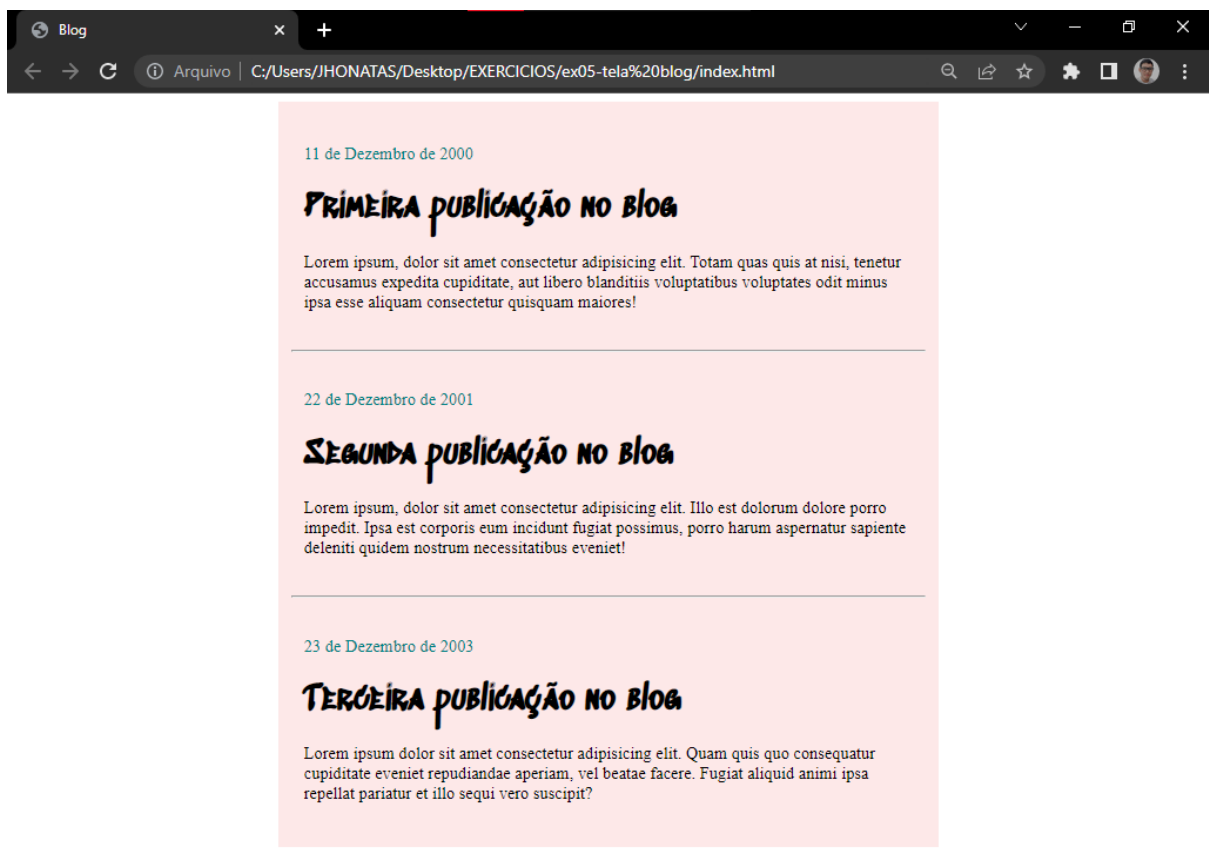 Blog
Arquivo
C:/Users/JHONATAS/Desktop/EXERCICIOS/ex05-tela%20blog/index.html
11 de Dezembro de 2000
Primeira publicação no blog
Lorem ipsum, dolor sit amet consectetur adipisicing elit. Totam quas quis at nisi, tenetur
accusamus expedita cupiditate, aut libero blanditiis voluptatibus voluptates odit minus
ipsa esse aliquam consectetur quisquam maiores!
22 de Dezembro de 2001
Segunda publicação no blog
Lorem ipsum, dolor sit amet consectetur adipisicing elit. Illo est dolorum dolore porro
impedit. Ipsa est corporis eum incidunt fugiat possimus, porro harum aspernatur sapiente
deleniti quidem nostrum necessitatibus eveniet!
23 de Dezembro de 2003
Terceira publicação no blog
Lorem ipsum dolor sit amet consectetur adipisicing elit. Quam quis quo consequatur
cupiditate eveniet repudiandae aperiam, vel beatae facere. Fugiat aliquid animi ipsa
repellat pariatur et illo sequi vero suscipit?